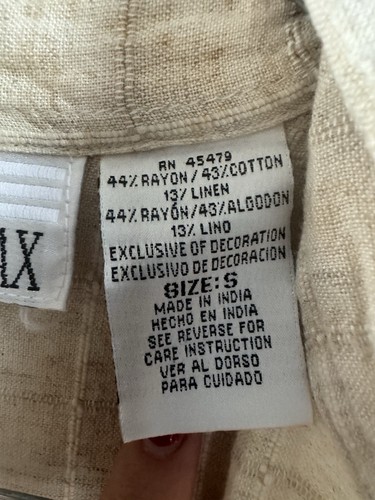 RN 45479
44% RAYON/43% COTTON
13% LINEN
44% RAYÓN/43% ALGODON
13% LINO
EXCLUSIVE OF DECORATION
EXCLUSIVO DE DECORACION
SIZE: S
MADE IN INDIA
HECHO EN INDIA
SEE REVERSE FOR
CARE INSTRUCTION
VER AL DORSO
PARA CUIDADO